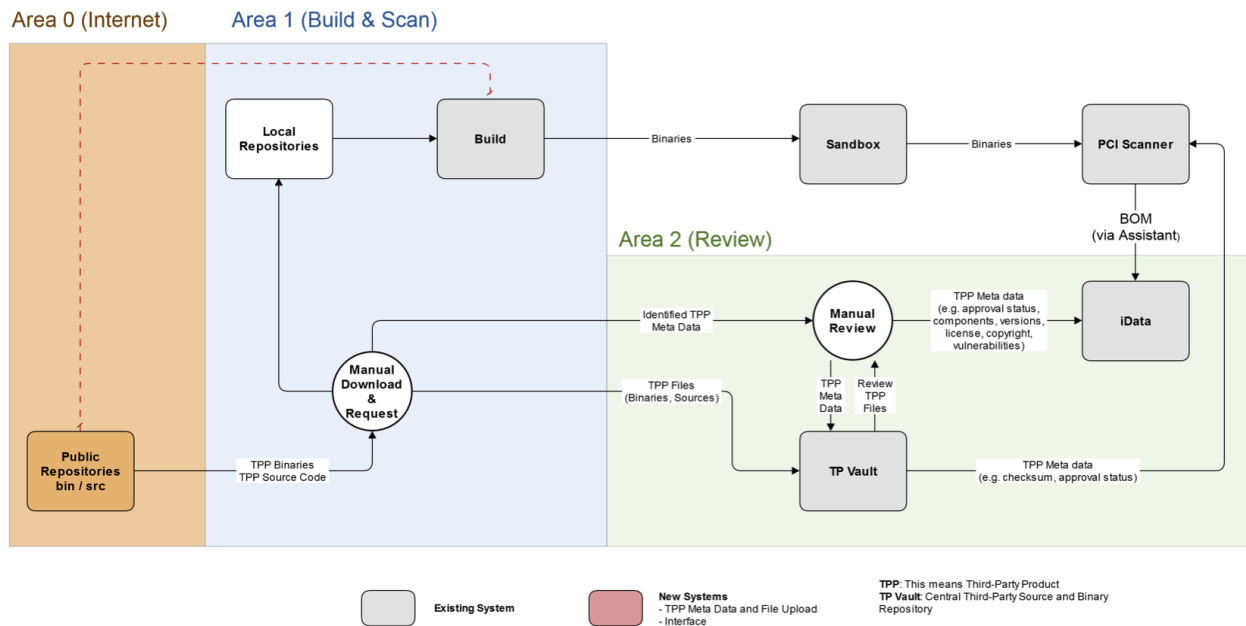 Area 0 (Internet)
Area 1 (Build & Scan)
Local
Repositories
Build
Binaries
Sandbox
Binaries
PCI Scanner
BOM
(via Assistant)
Area 2 (Review)
Identified TPP
Meta Data
Manual
Review
TPP Meta data
(e.g. approval status,
components, versions,
license, copyright,
vulnerabilities)
iData
Manual
Download
&
Request
TPP Files
(Binaries, Sources)
TPP
Meta
Data
Review
TPP
Files
Public
Repositories
bin / src
TPP Binaries
TPP Source Code
TP Vault
TPP Meta data
(e.g. checksum, approval status)
Existing System
New Systems
- TPP Meta Data and File Upload
- Interface
TPP: This means Third-Party Product
TP Vault: Central Third-Party Source and Binary
Repository